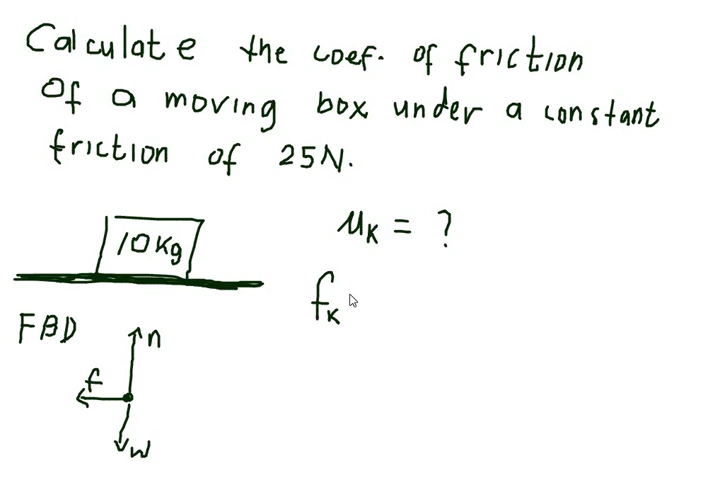 Calculate the coef. of friction
of a moving box under a constant
friction of 25N.
10Kg
μK = ?
fK
FBD
n
f
W